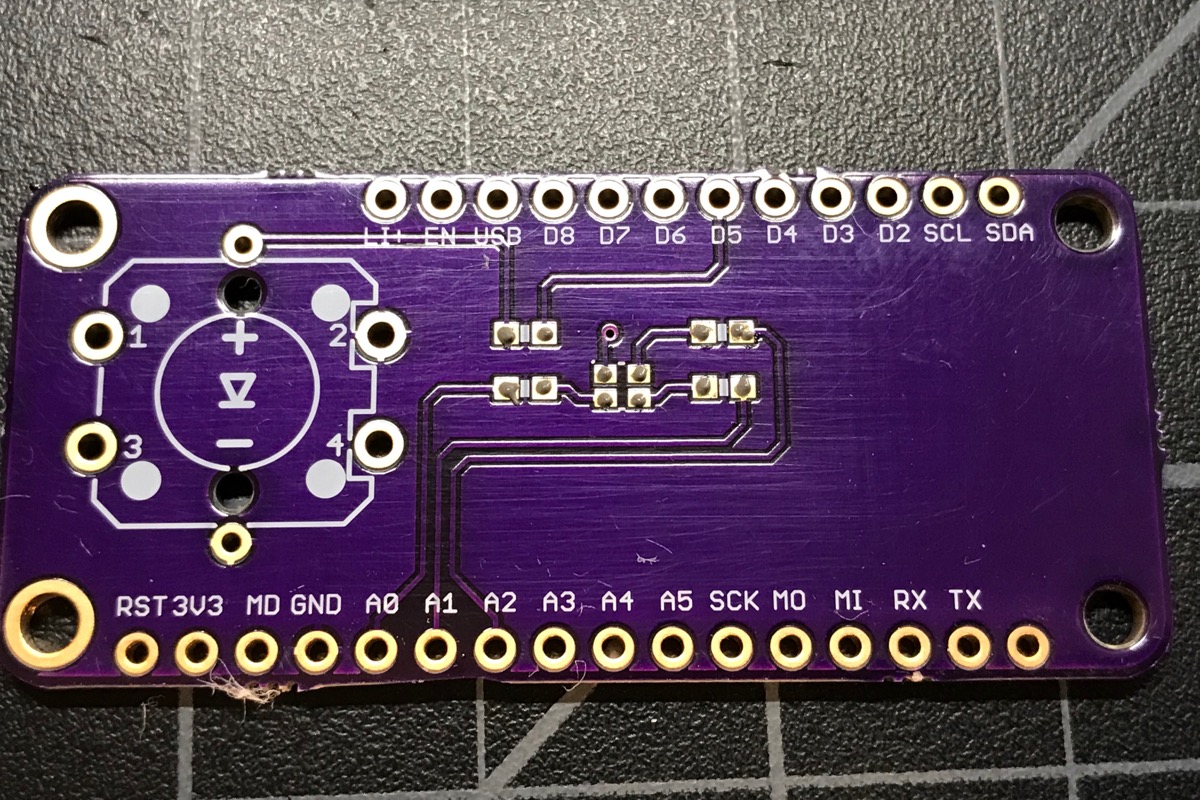 LI+ EN USB D8 D7 D6 D5 D4 D3 D2 SCL SDA
+
1 2
3 4
−
RST 3V3 MD GND A0 A1 A2 A3 A4 A5 SCK MO MI RX TX